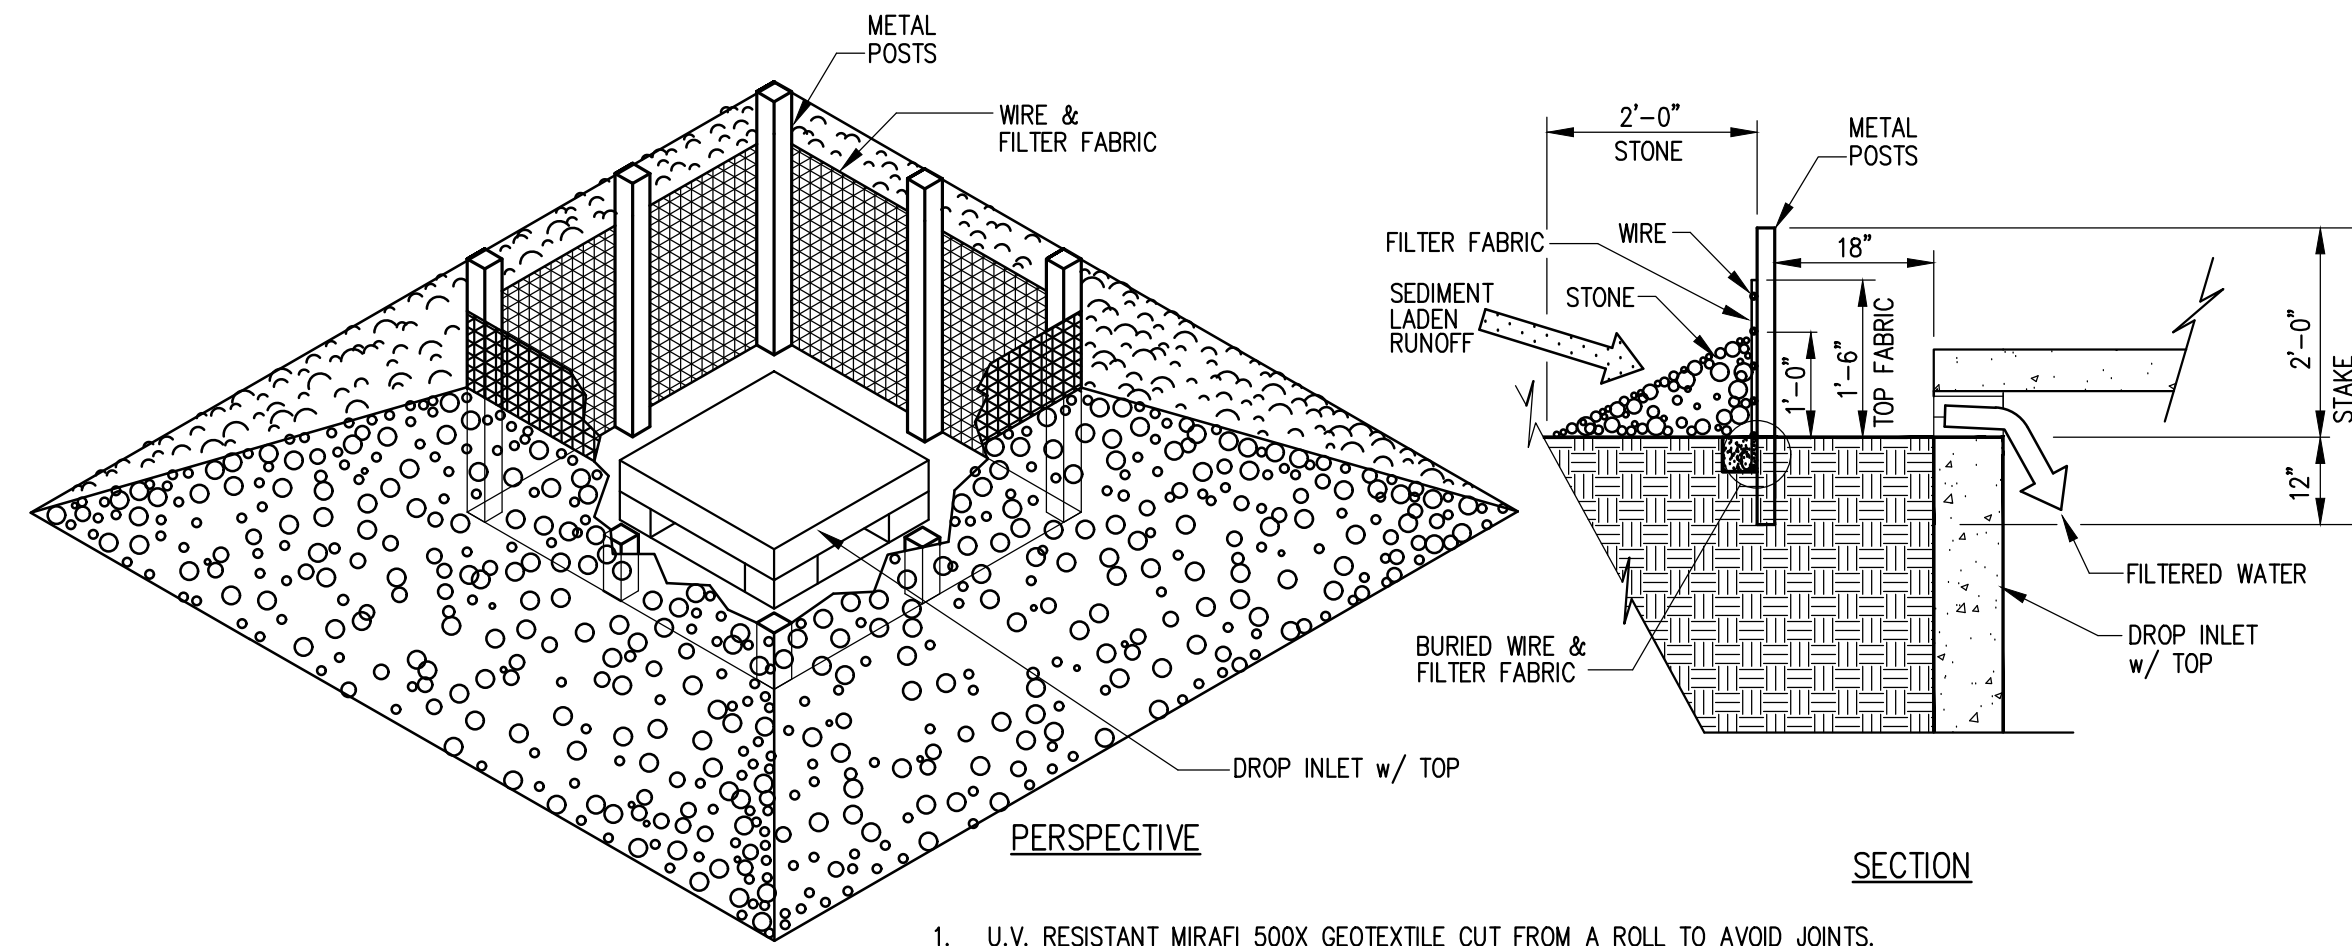 METAL
POSTS
WIRE &
FILTER FABRIC
DROP INLET w/ TOP
PERSPECTIVE
2'-0"
STONE
METAL
POSTS
FILTER FABRIC
WIRE
18"
SEDIMENT
LADEN
RUNOFF
STONE
1'-0"
1'-6"
TOP FABRIC
2'-0"
STAKE
12"
FILTERED WATER
BURIED WIRE &
FILTER FABRIC
DROP INLET
w/ TOP
SECTION
1. U.V. RESISTANT MIRAFI 500X GEOTEXTILE CUT FROM A ROLL TO AVOID JOINTS.